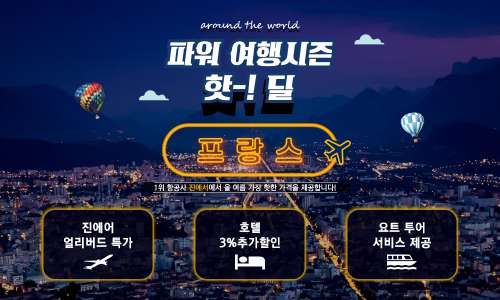 around the world
파워 여행시즌
핫-! 딜
프랑스
1위 항공사 진에서에서 올 여름 가장 핫한 가격을 제공합니다!
진에어
얼리버드 특가
호텔
3%추가할인
요트 투어
서비스 제공